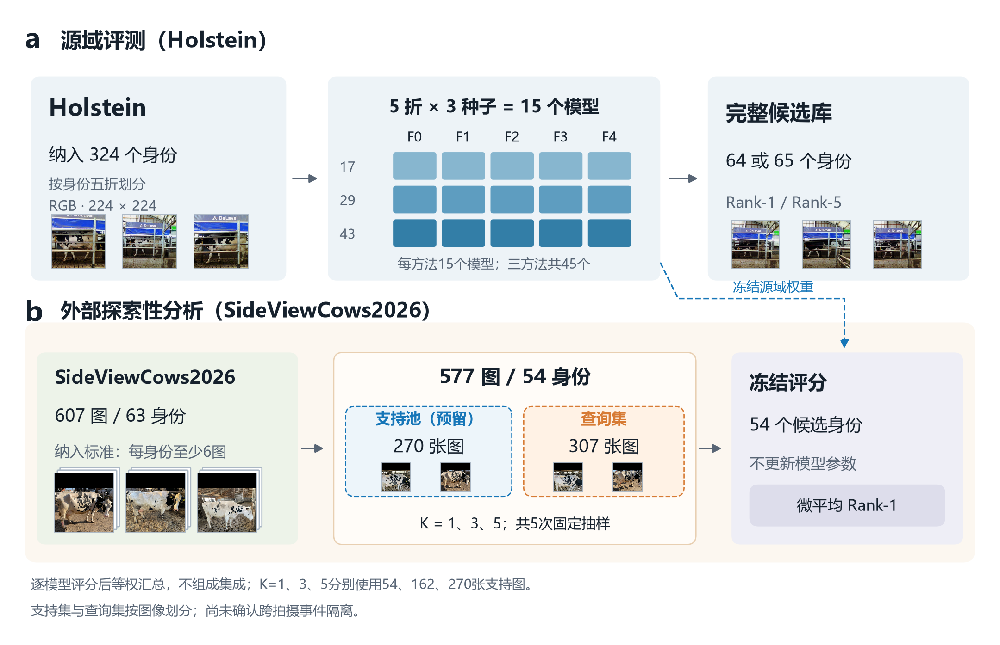 a 源域评测（Holstein）
Holstein
纳入 324 个身份
按身份五折划分
RGB · 224 × 224
DeLaval
DeLaval
DeLaval
5 折 × 3 种子 = 15 个模型
F0 F1 F2 F3 F4
17
29
43
每方法15个模型；三方法共45个
完整候选库
64 或 65 个身份
Rank-1 / Rank-5
DeLaval
DeLaval
DeLaval
冻结源域权重
b 外部探索性分析（SideViewCows2026）
SideViewCows2026
607 图 / 63 身份
纳入标准：每身份至少6图
577 图 / 54 身份
支持池（预留）
270 张图
查询集
307 张图
K = 1、3、5；共5次固定抽样
冻结评分
54 个候选身份
不更新模型参数
微平均 Rank-1
逐模型评分后等权汇总，不组成集成；K=1、3、5分别使用54、162、270张支持图。
支持集与查询集按图像划分；尚未确认跨拍摄事件隔离。